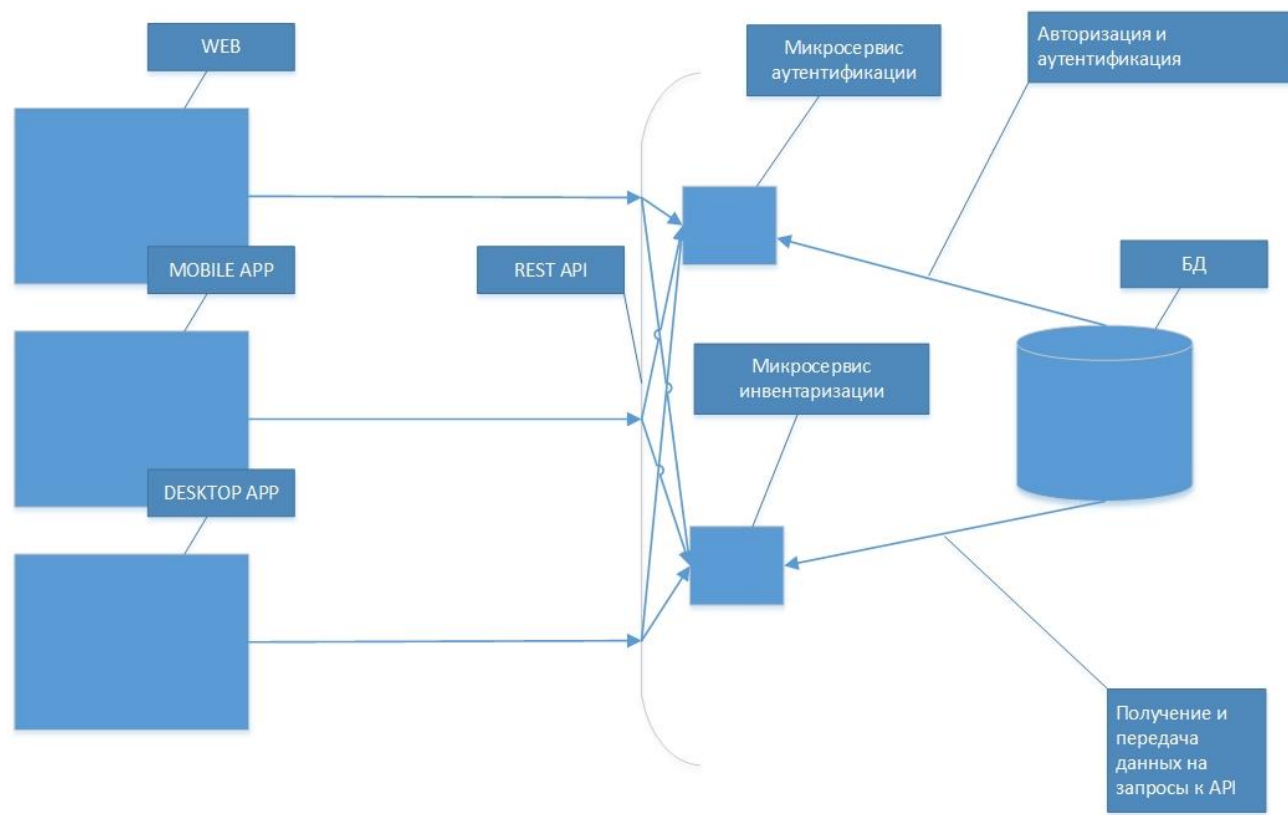 WEB
Микросервис
аутентификации
Авторизация и
аутентификация
MOBILE APP
REST API
БД
Микросервис
инвентаризации
DESKTOP APP
Получение и
передача
данных на
запросы к API